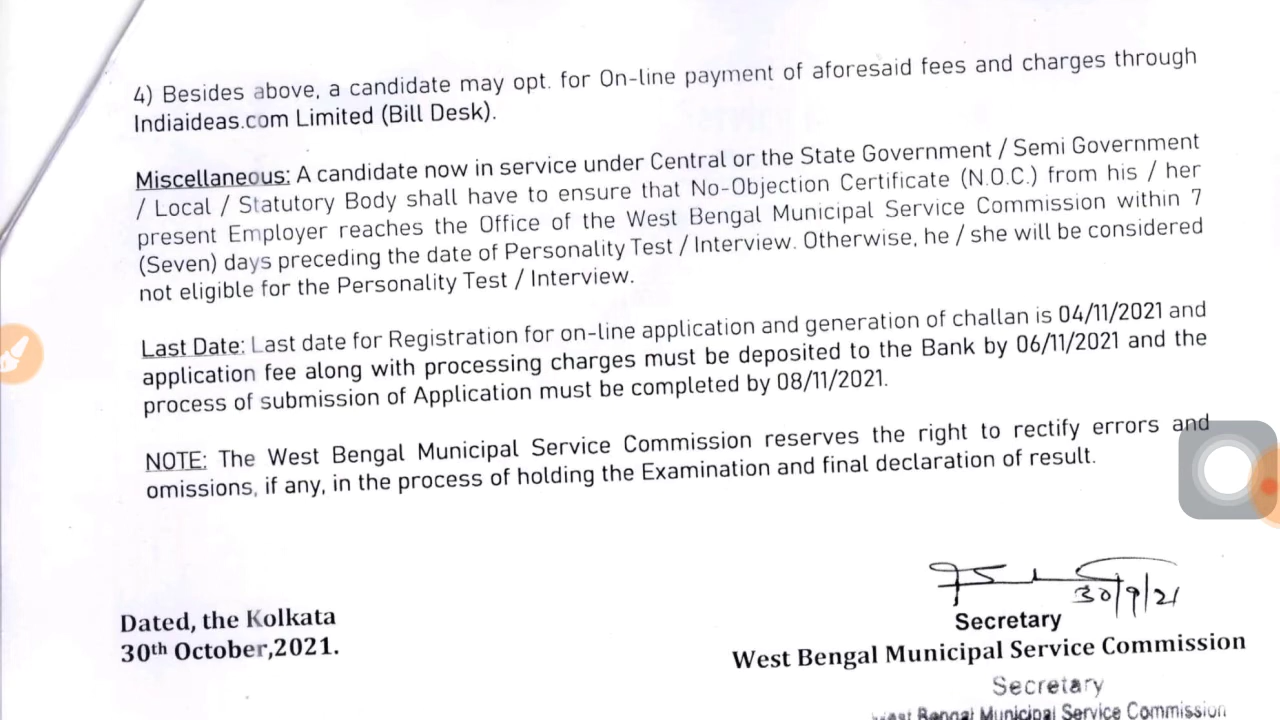 4) Besides above, a candidate may opt. for On-line payment of aforesaid fees and charges through
Indiaideas.com Limited (Bill Desk).
Miscellaneous: A candidate now in service under Central or the State Government / Semi Government
/ Local / Statutory Body shall have to ensure that No-Objection Certificate (N.O.C.) from his / her
present Employer reaches the Office of the West Bengal Municipal Service Commission within 7
(Seven) days preceding the date of Personality Test / Interview. Otherwise, he / she will be considered
not eligible for the Personality Test / Interview.
Last Date: Last date for Registration for on-line application and generation of challan is 04/11/2021 and
application fee along with processing charges must be deposited to the Bank by 06/11/2021 and the
process of submission of Application must be completed by 08/11/2021.
NOTE: The West Bengal Municipal Service Commission reserves the right to rectify errors and
omissions, if any, in the process of holding the Examination and final declaration of result.
30/9/21
Secretary
West Bengal Municipal Service Commission
Dated, the Kolkata
30th October,2021.
Secretary
West Bengal Municipal Service Commission